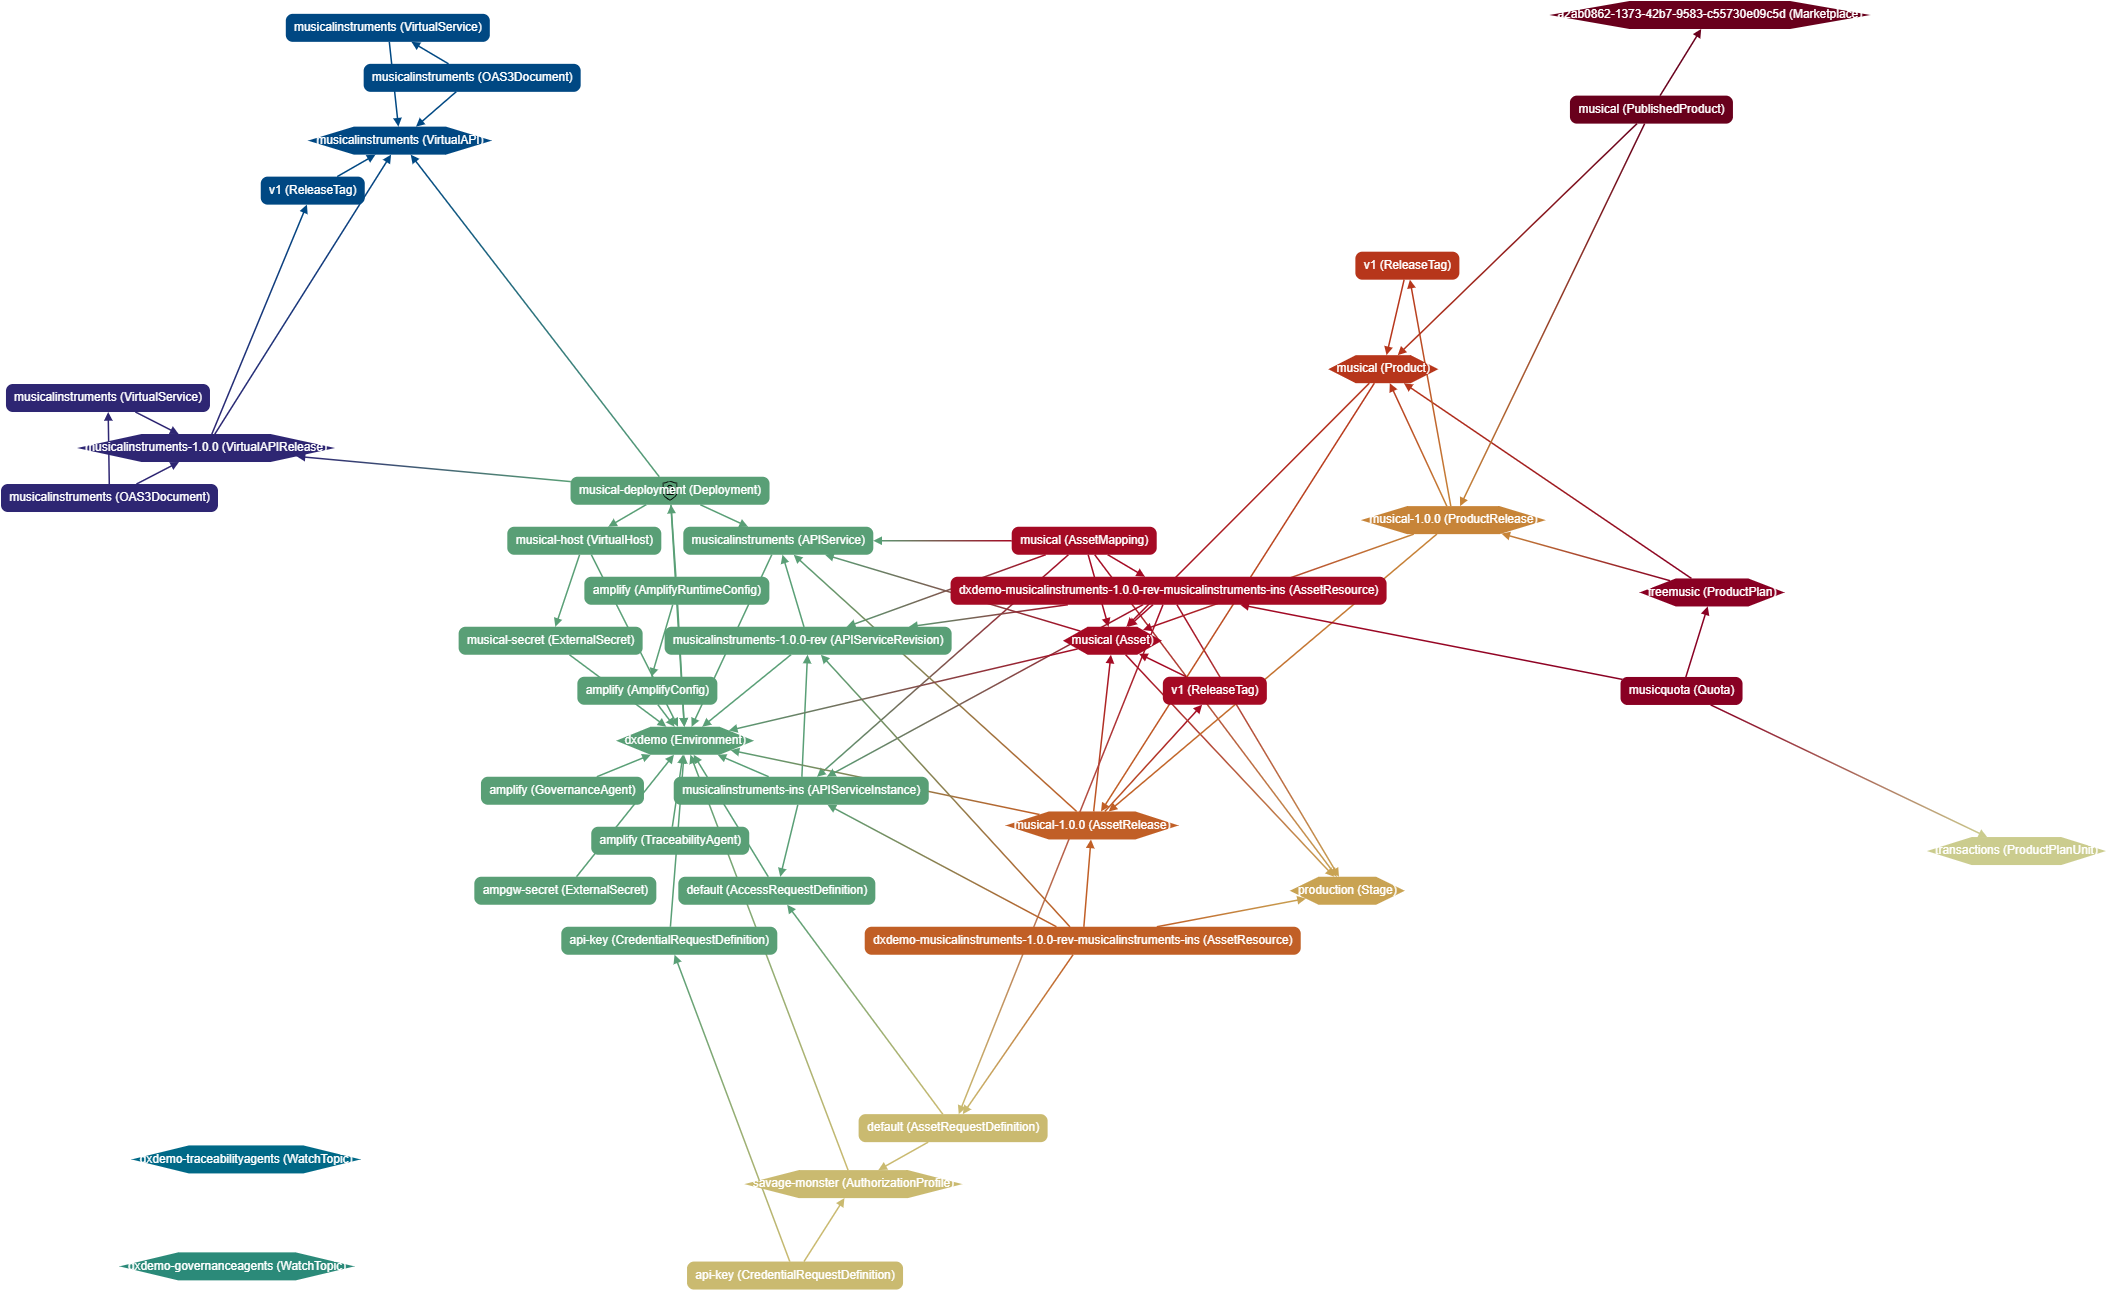 musicalinstruments (VirtualService)
a2ab0862-1373-42b7-9583-c55730e09c5d (Marketplace)
musicalinstruments (OAS3Document)
musical (PublishedProduct)
musicalinstruments (VirtualAPI)
v1 (ReleaseTag)
v1 (ReleaseTag)
musical (Product)
musicalinstruments (VirtualService)
musicalinstruments-1.0.0 (VirtualAPIRelease)
musicalinstruments (OAS3Document)
musical-deployment (Deployment)
musical-1.0.0 (ProductRelease)
musical-host (VirtualHost)
musicalinstruments (APIService)
musical (AssetMapping)
amplify (AmplifyRuntimeConfig)
dxdemo-musicalinstruments-1.0.0-rev-musicalinstruments-ins (AssetResource)
freemusic (ProductPlan)
musical-secret (ExternalSecret)
musicalinstruments-1.0.0-rev (APIServiceRevision)
musical (Asset)
amplify (AmplifyConfig)
v1 (ReleaseTag)
musicquota (Quota)
dxdemo (Environment)
amplify (GovernanceAgent)
musicalinstruments-ins (APIServiceInstance)
musical-1.0.0 (AssetRelease)
amplify (TraceabilityAgent)
transactions (ProductPlanUnit)
ampgw-secret (ExternalSecret)
default (AccessRequestDefinition)
production (Stage)
api-key (CredentialRequestDefinition)
dxdemo-musicalinstruments-1.0.0-rev-musicalinstruments-ins (AssetResource)
default (AssetRequestDefinition)
dxdemo-traceabilityagents (WatchTopic)
savage-monster (AuthorizationProfile)
dxdemo-governanceagents (WatchTopic)
api-key (CredentialRequestDefinition)